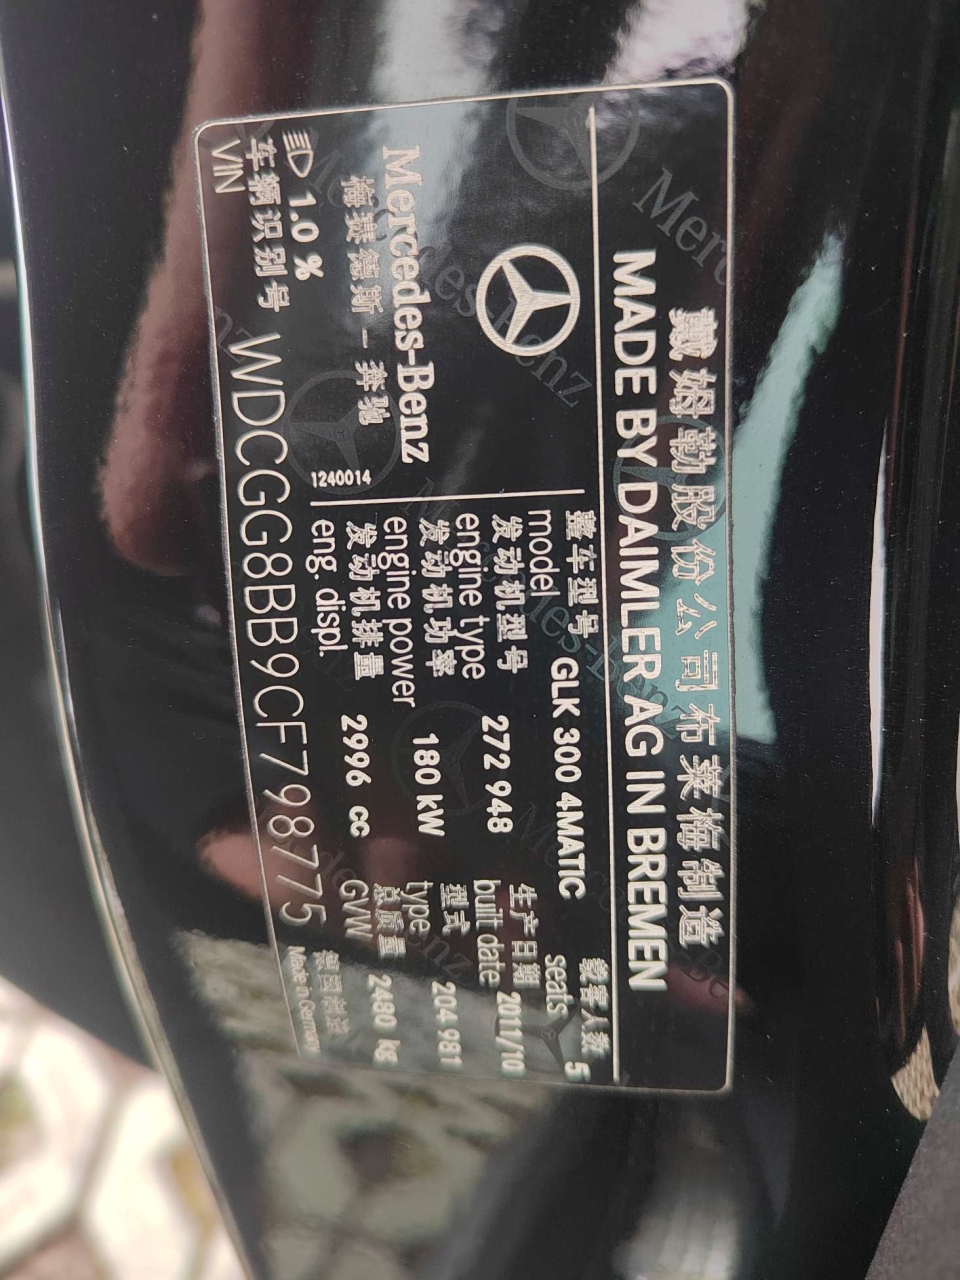 戴姆勒股份公司布莱梅制造
MADE BY DAIMLER AG IN BREMEN
Mercedes-Benz
梅赛德斯-奔驰
1240014
整车型号
model GLK 300 4MATIC
发动机型号
engine type 272 948
发动机功率
engine power 180 kW
发动机排量
eng. displ. 2996 cc
载客人数
seats 5
生产日期
built date 2011/10
型式
type 204 981
总质量
GVW 2480 kg
1.0 %
车辆识别号
VIN WDCGG8BB9CF798775
德国制造
Made in Germany